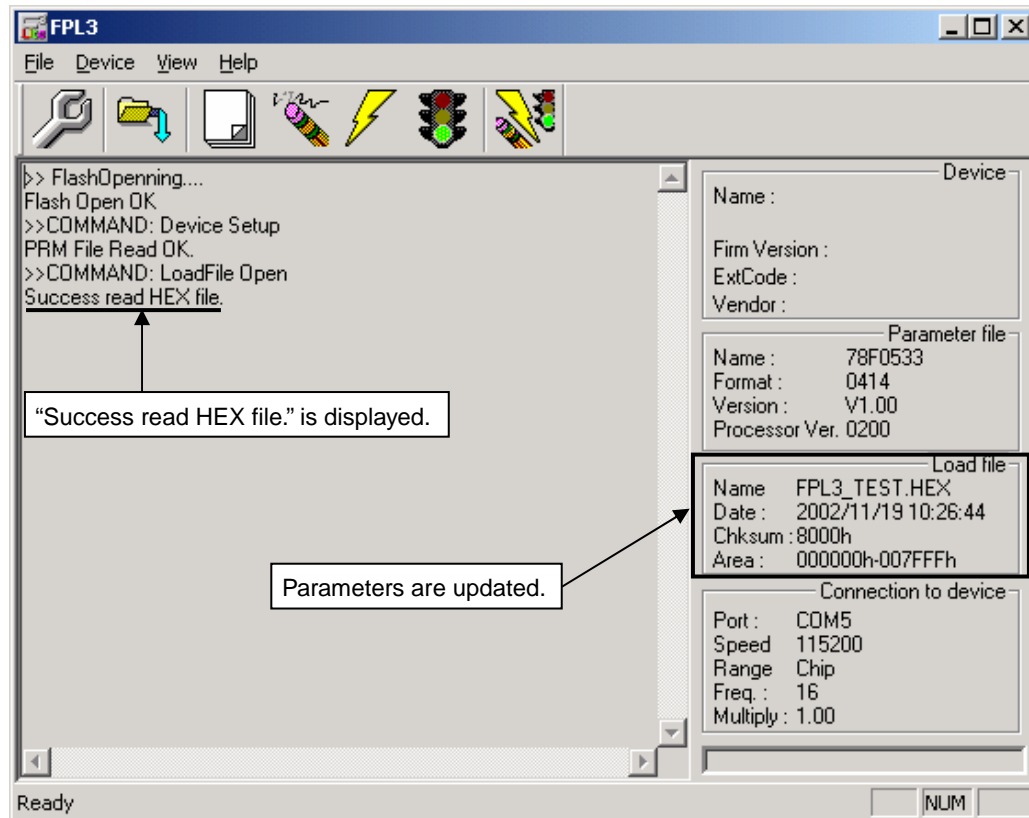 FPL3
File Device View Help
>> FlashOpenning....
Flash Open OK
>>COMMAND: Device Setup
PRM File Read OK.
>>COMMAND: LoadFile Open
Success read HEX file.
“Success read HEX file.” is displayed.
Parameters are updated.
Device
Name :
Firm Version :
ExtCode :
Vendor :
Parameter file
Name : 78F0533
Format : 0414
Version : V1.00
Processor Ver. 0200
Load file
Name FPL3_TEST.HEX
Date : 2002/11/19 10:26:44
Chksum : 8000h
Area : 000000h-007FFFh
Connection to device
Port : COM5
Speed 115200
Range Chip
Freq. : 16
Multiply : 1.00
Ready
NUM